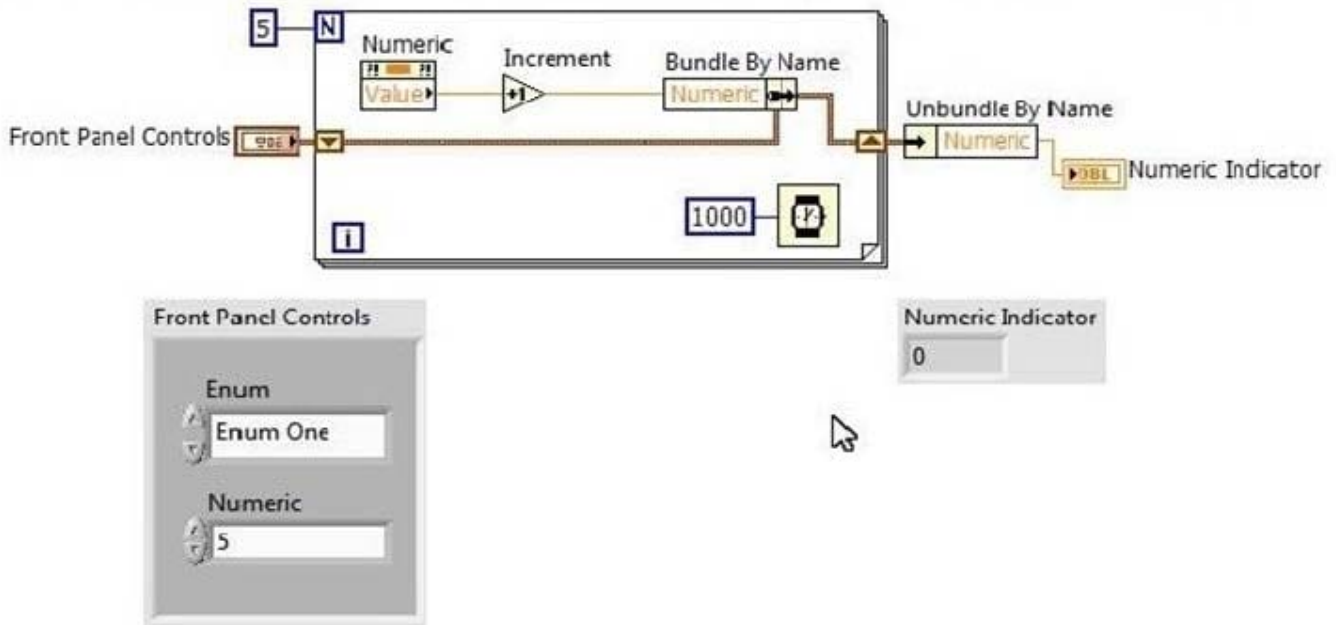 5
N
Numeric
Value
Increment
+1
Bundle By Name
Numeric
Front Panel Controls
Unbundle By Name
Numeric
DBL
Numeric Indicator
1000
i
Front Panel Controls
Enum
Enum One
Numeric
5
Numeric Indicator
0